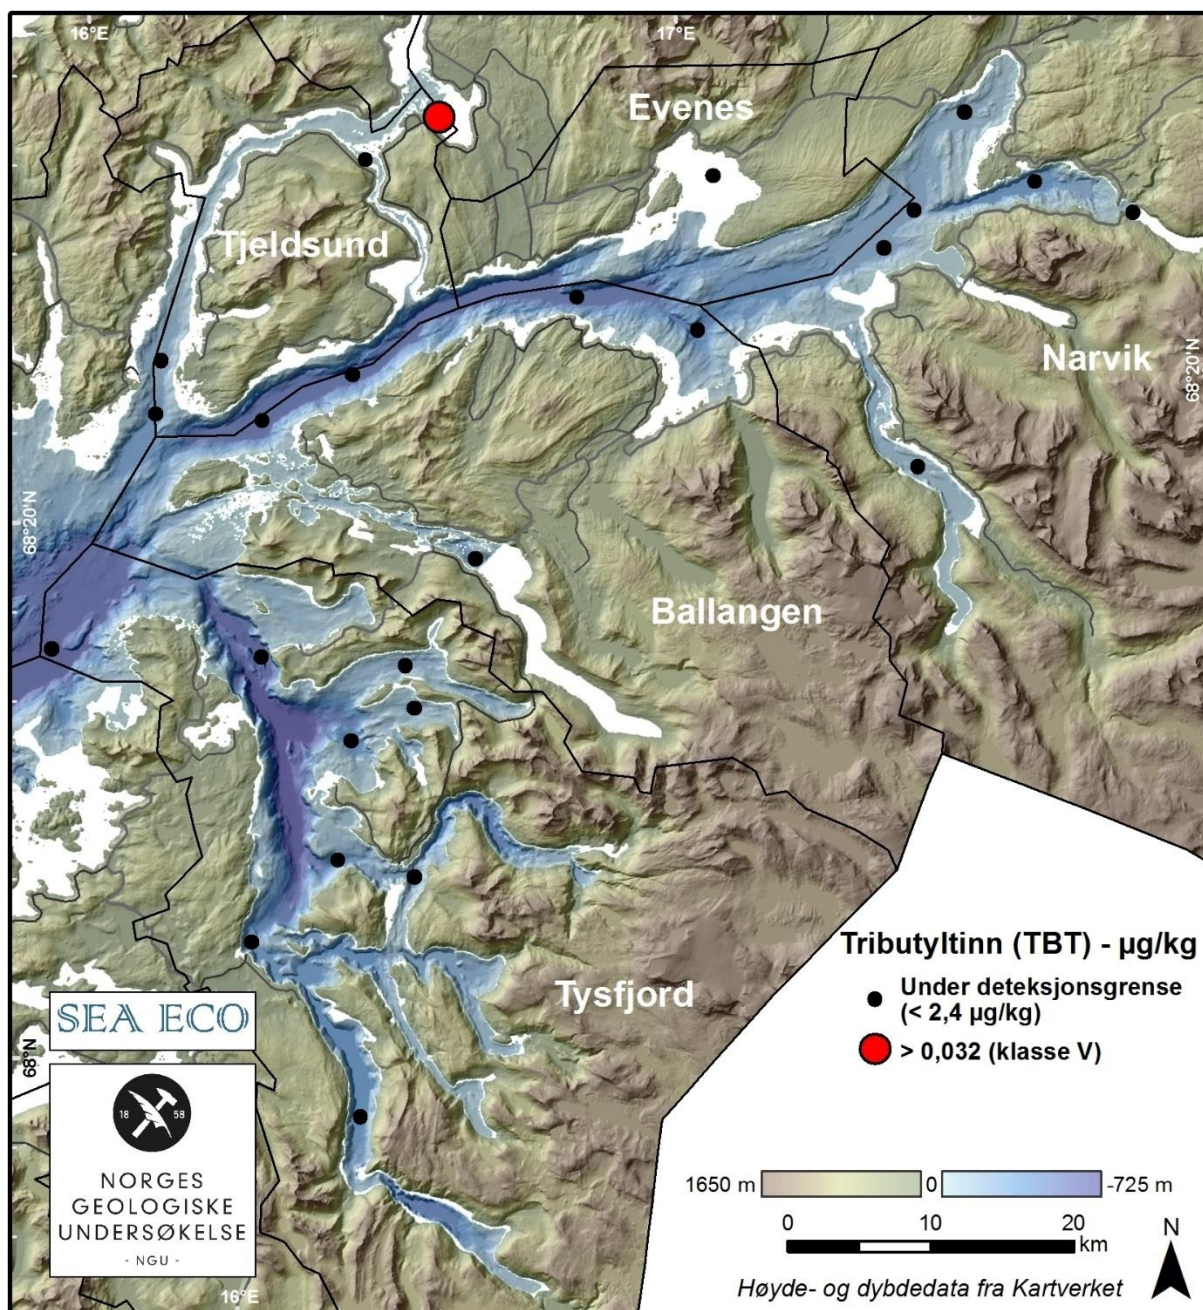 16°E
17°E
Evenes
Tjeldsund
Narvik
68°20'N
68°20'N
Ballangen
Tysfjord
Tributyltinn (TBT) - µg/kg
Under deteksjonsgrense
(< 2,4 µg/kg)
> 0,032 (klasse V)
SEA ECO
68°N
18 58
NORGES
GEOLOGISKE
UNDERSØKELSE
- NGU -
16°E
1650 m 0 -725 m
0 10 20
km
N
Høyde- og dybdedata fra Kartverket